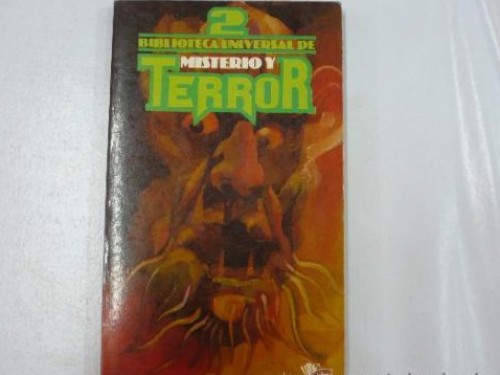 2
BIBLIOTECA UNIVERSAL DE
MISTERIO Y
TERROR